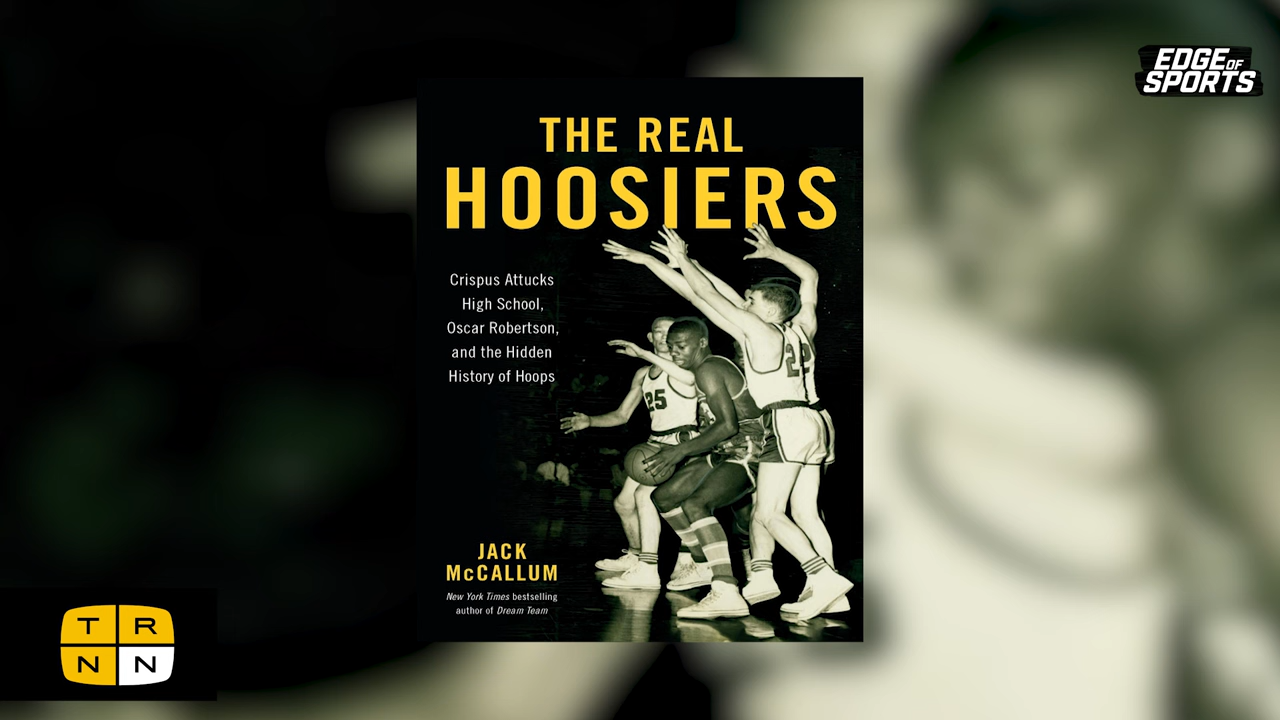 EDGE OF
SPORTS
THE REAL
HOOSIERS
Crispus Attucks
High School,
Oscar Robertson,
and the Hidden
History of Hoops
25
JACK
McCALLUM
New York Times bestselling
author of Dream Team
T R
N N